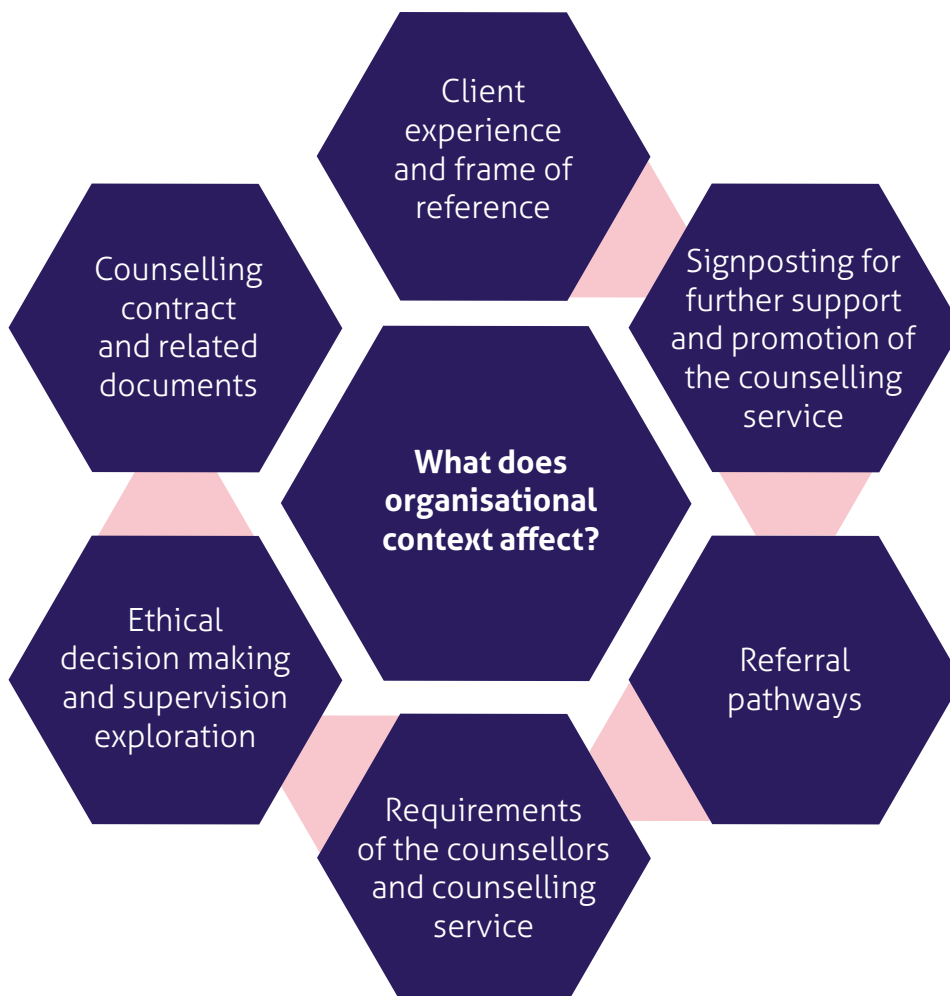 What does
organisational
context affect?
Client
experience
and frame of
reference
Signposting for
further support
and promotion of
the counselling
service
Referral
pathways
Requirements
of the counsellors
and counselling
service
Ethical
decision making
and supervision
exploration
Counselling
contract
and related
documents